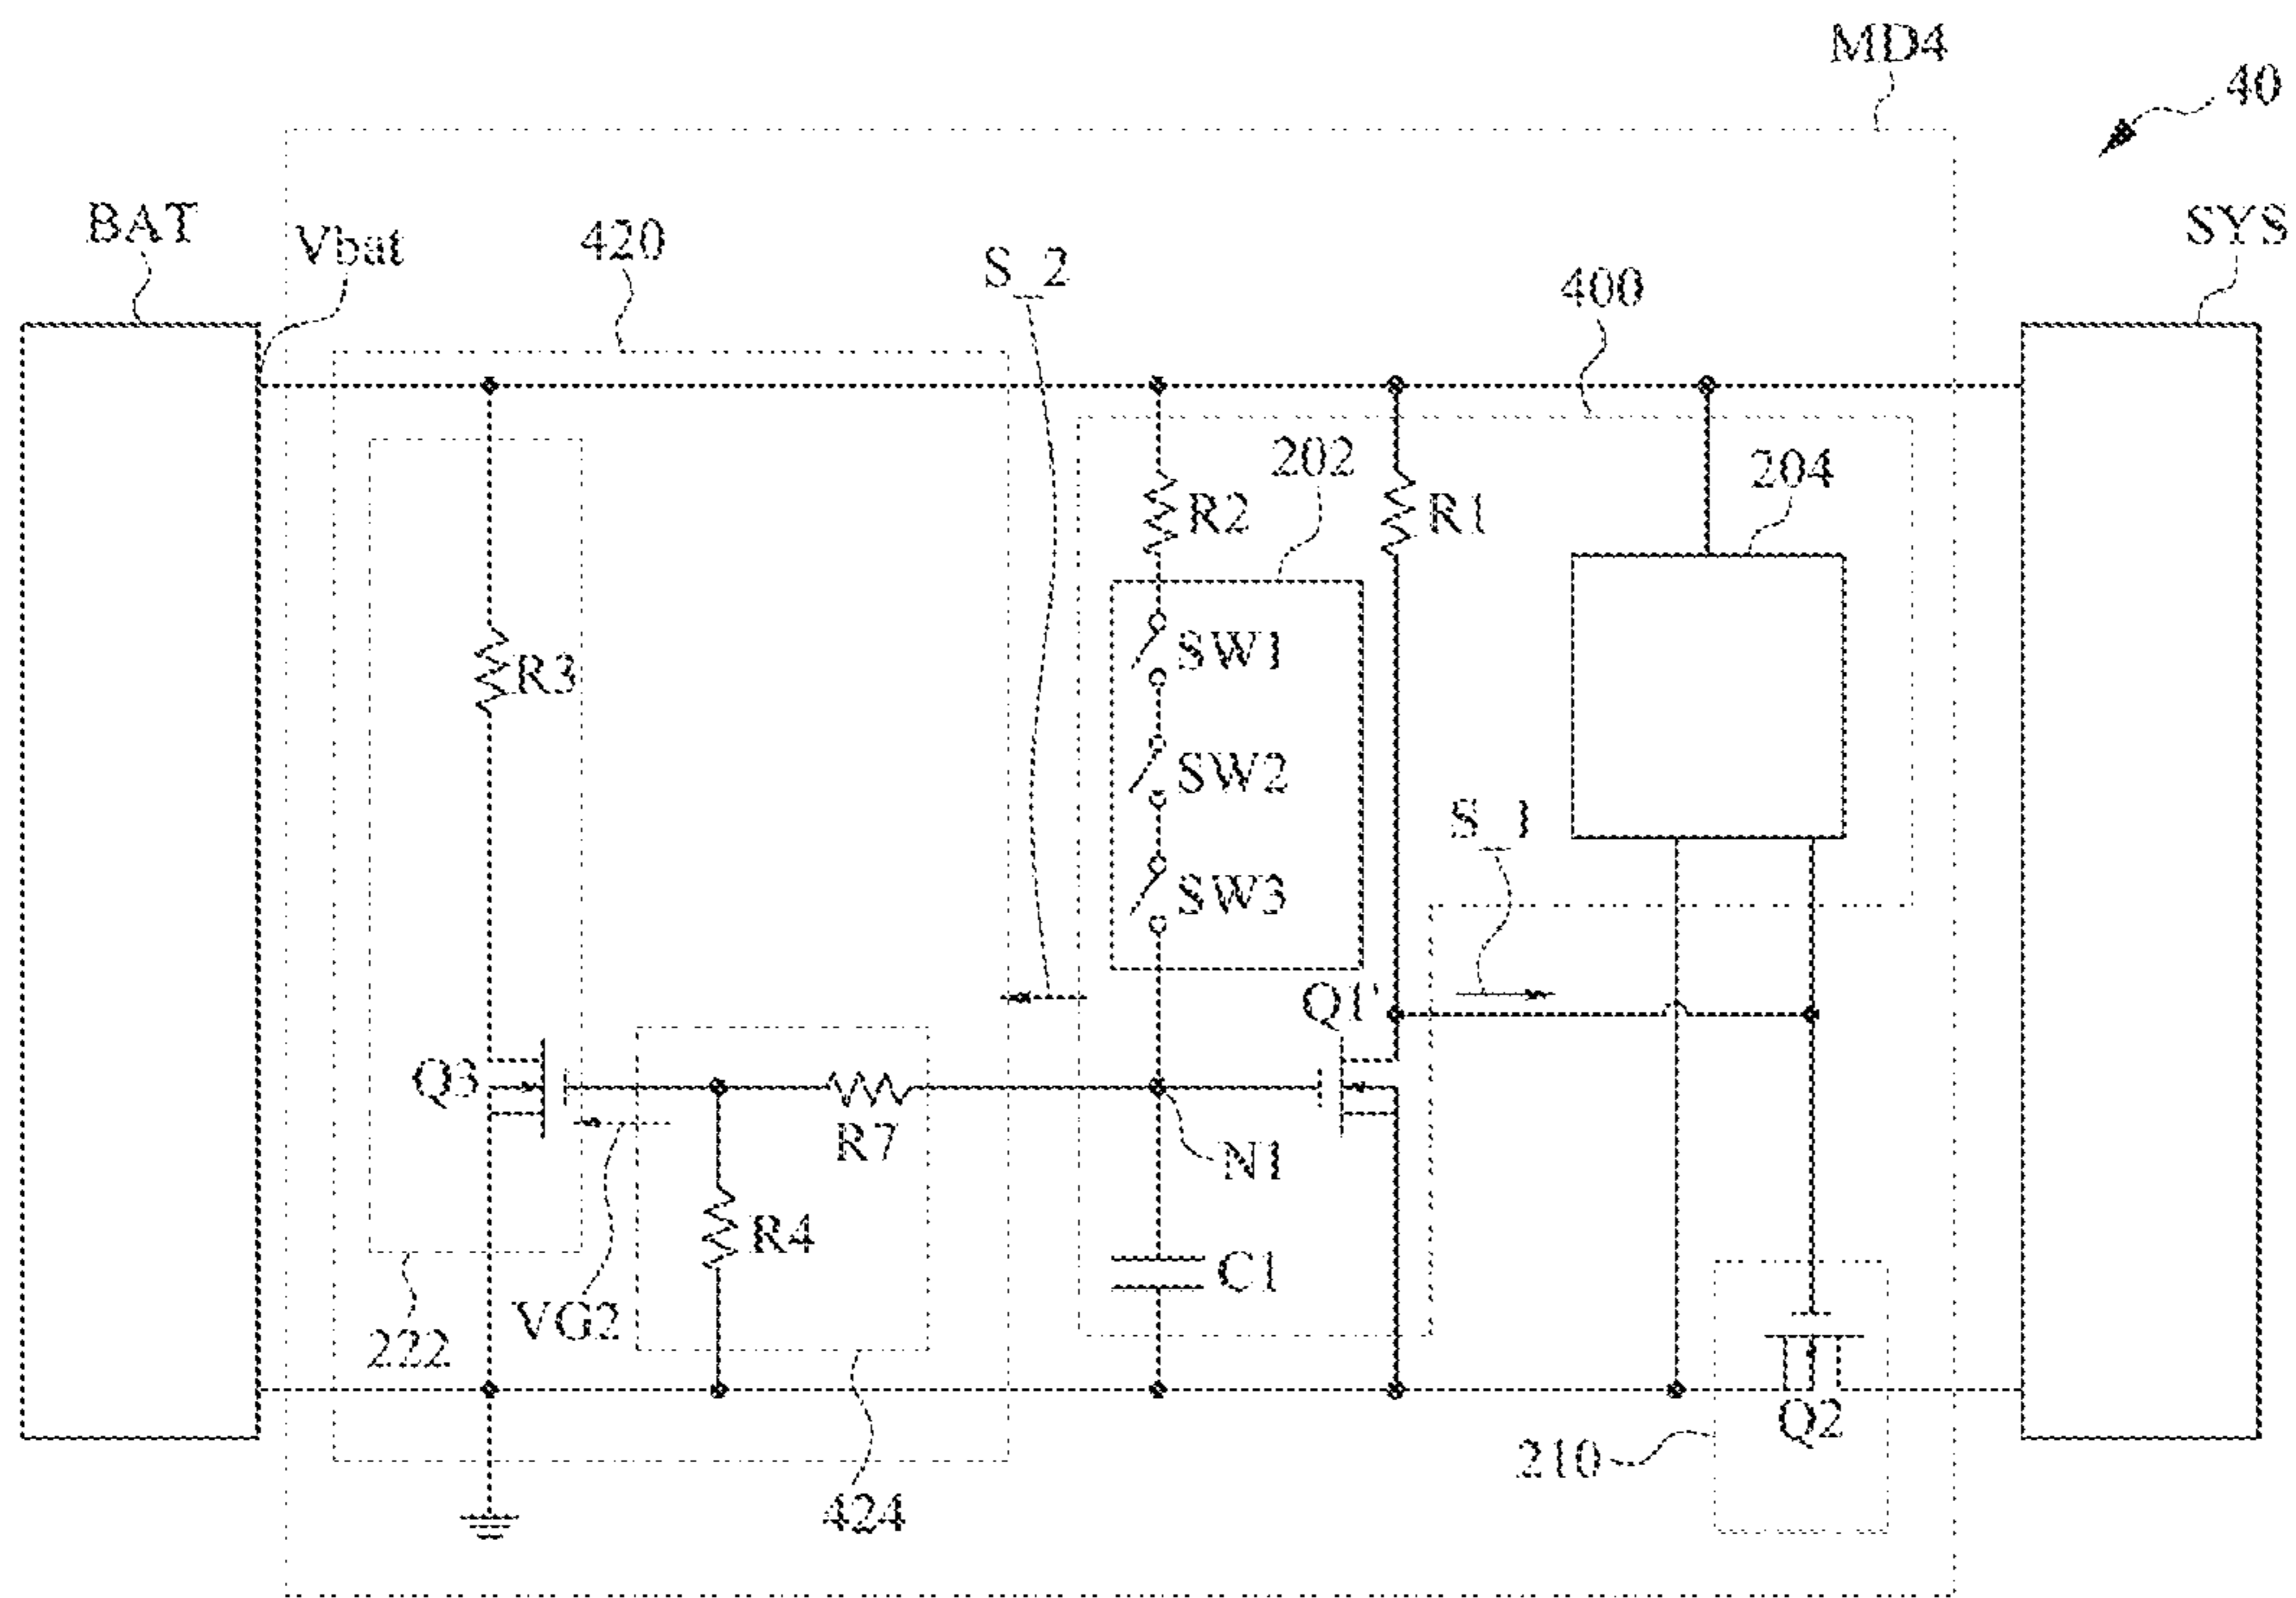 MD4
40
BAT
Vbat
420
S_2
400
SYS
202
204
R2
R1
SW1
R3
SW2
S_1
SW3
Q1'
Q3
R7
N1
R4
C1
VG2
222
Q2
210
424